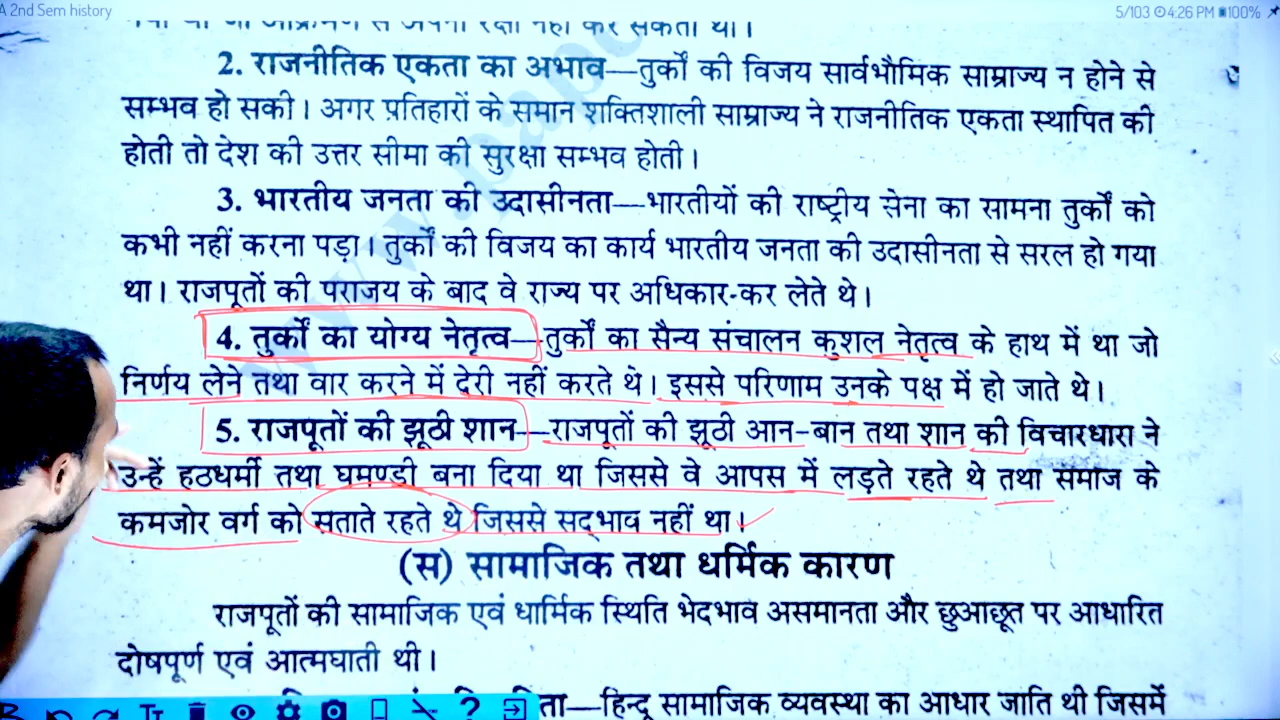 A 2nd Sem history
5/103 4:26 PM 100%
से अपनी रक्षा नहीं कर सकता था।
2. राजनीतिक एकता का अभाव—तुर्कों की विजय सार्वभौमिक साम्राज्य न होने से
सम्भव हो सकी। अगर प्रतिहारों के समान शक्तिशाली साम्राज्य ने राजनीतिक एकता स्थापित की
होती तो देश की उत्तर सीमा की सुरक्षा सम्भव होती।
3. भारतीय जनता की उदासीनता—भारतीयों की राष्ट्रीय सेना का सामना तुर्कों को
कभी नहीं करना पड़ा। तुर्कों की विजय का कार्य भारतीय जनता की उदासीनता से सरल हो गया
था। राजपूतों की पराजय के बाद वे राज्य पर अधिकार-कर लेते थे।
4. तुर्कों का योग्य नेतृत्व—तुर्कों का सैन्य संचालन कुशल नेतृत्व के हाथ में था जो
निर्णय लेने तथा वार करने में देरी नहीं करते थे। इससे परिणाम उनके पक्ष में हो जाते थे।
5. राजपूतों की झूठी शान—राजपूतों की झूठी आन-बान तथा शान की विचारधारा ने
उन्हें हठधर्मी तथा घमण्डी बना दिया था जिससे वे आपस में लड़ते रहते थे तथा समाज के
कमजोर वर्ग को सताते रहते थे जिससे सद्भाव नहीं था।
(स) सामाजिक तथा धर्मिक कारण
राजपूतों की सामाजिक एवं धार्मिक स्थिति भेदभाव असमानता और छुआछूत पर आधारित
दोषपूर्ण एवं आत्मघाती थी।
ता—हिन्दू सामाजिक व्यवस्था का आधार जाति थी जिसमें